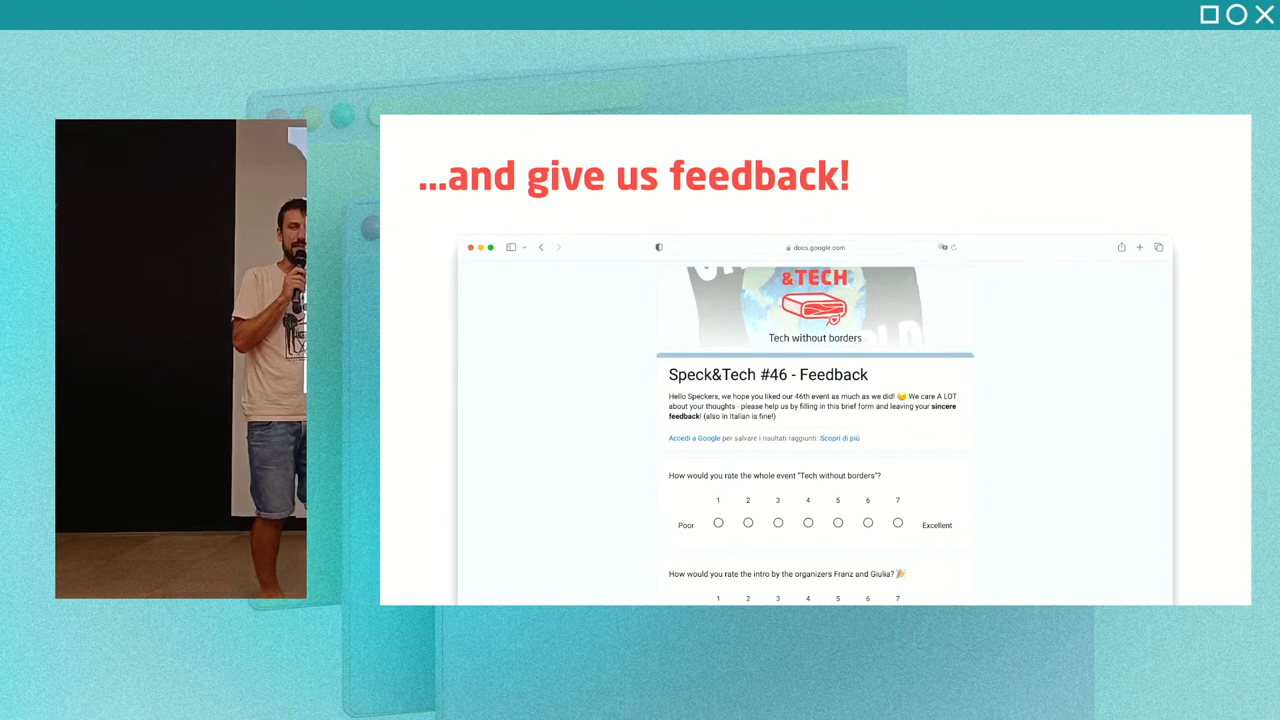 ...and give us feedback!
docs.google.com
&TECH
Tech without borders
Speck&Tech #46 - Feedback
Hello Speckers, we hope you liked our 46th event as much as we did! 😉 We care A LOT
about your thoughts - please help us by filling in this brief form and leaving your sincere
feedback! (also in Italian is fine!)
Accedi a Google per salvare i risultati raggiunti. Scopri di più
How would you rate the whole event "Tech without borders"?
1 2 3 4 5 6 7
Poor Excellent
How would you rate the intro by the organizers Franz and Giulia? 🎉
1 2 3 4 5 6 7